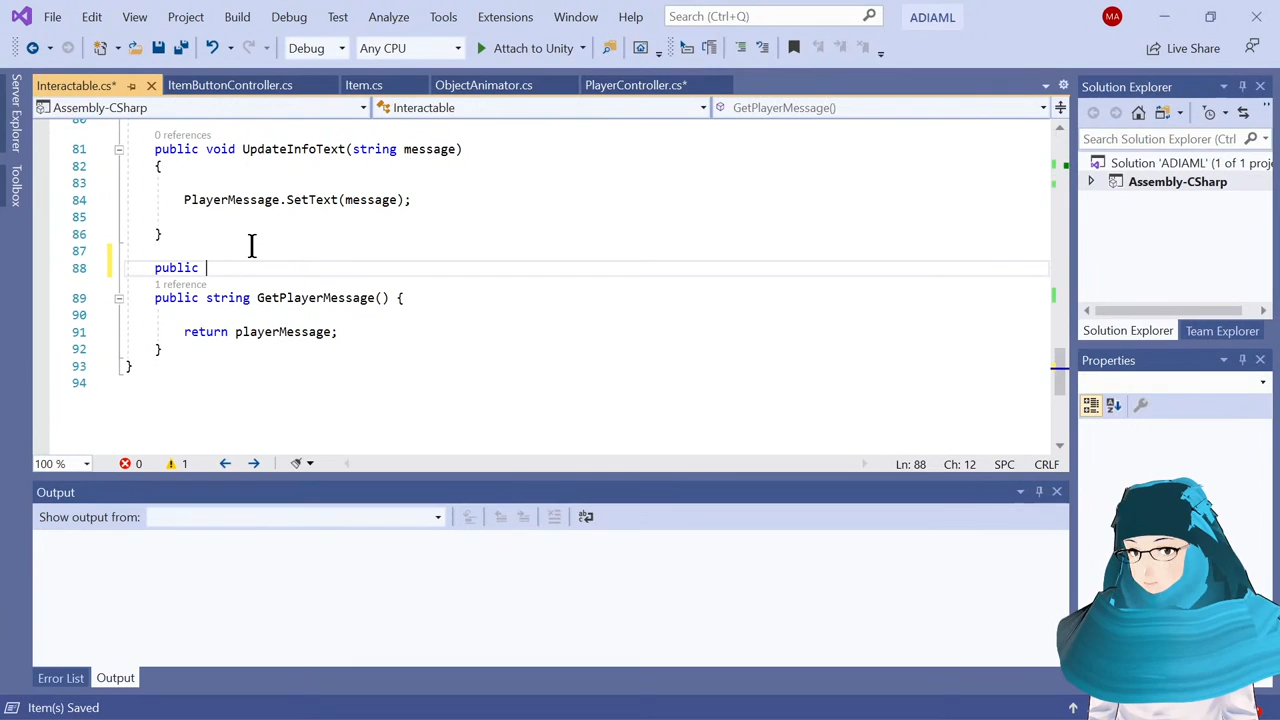 File Edit View Project Build Debug Test Analyze Tools Extensions Window Help Search (Ctrl+Q) ADIAML MA
Debug Any CPU Attach to Unity Live Share
Server Explorer
Toolbox
Interactable.cs* ItemButtonController.cs Item.cs ObjectAnimator.cs PlayerController.cs*
Assembly-CSharp Interactable GetPlayerMessage()
80
0 references
81 public void UpdateInfoText(string message)
82 {
83
84 PlayerMessage.SetText(message);
85
86 }
87
88 public
1 reference
89 public string GetPlayerMessage() {
90
91 return playerMessage;
92 }
93 }
94
100 % 0 1 Ln: 88 Ch: 12 SPC CRLF
Output
Show output from:
Error List Output
Item(s) Saved
Solution Explorer
Search Solution Explorer
Solution 'ADIAML' (1 of 1 proje
Assembly-CSharp
Solution Explorer Team Explorer
Properties